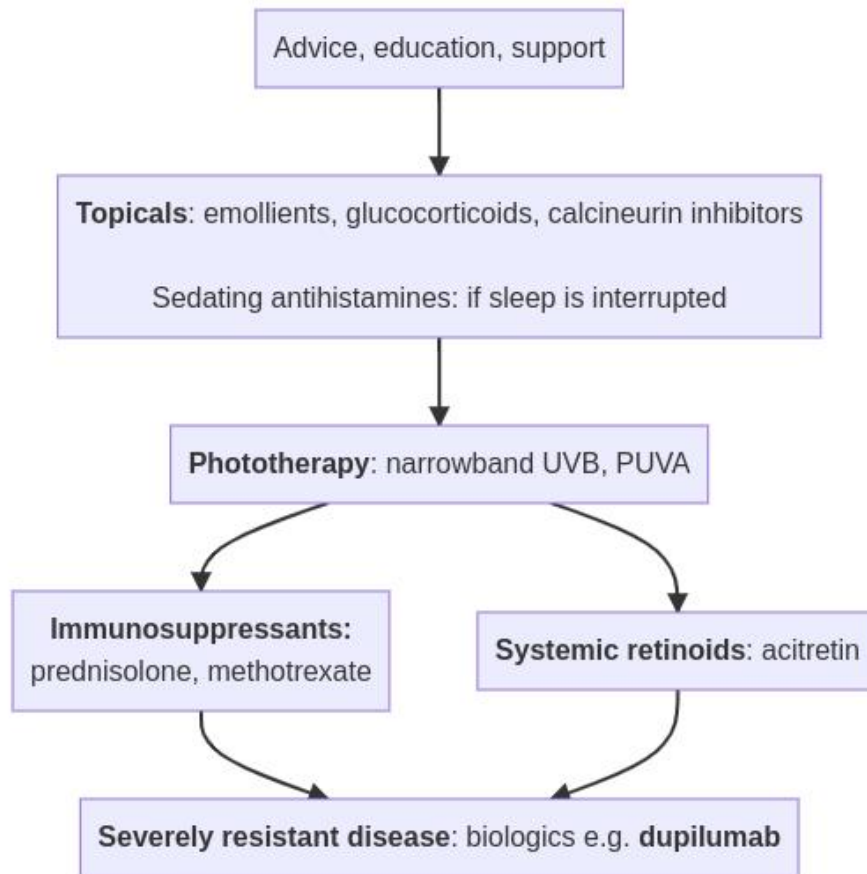 Advice, education, support
Topicals: emollients, glucocorticoids, calcineurin inhibitors
Sedating antihistamines: if sleep is interrupted
Phototherapy: narrowband UVB, PUVA
Immunosuppressants:
prednisolone, methotrexate
Systemic retinoids: acitretin
Severely resistant disease: biologics e.g. dupilumab